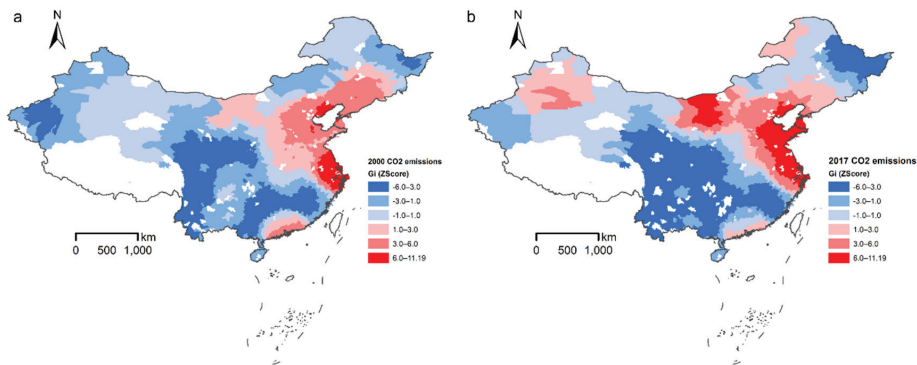 a
N
km
0 500 1,000
2000 CO2 emissions
Gi (ZScore)
-6.0–3.0
-3.0–1.0
-1.0–1.0
1.0–3.0
3.0–6.0
6.0–11.19
b
N
km
0 500 1,000
2017 CO2 emissions
Gi (ZScore)
-6.0–3.0
-3.0–1.0
-1.0–1.0
1.0–3.0
3.0–6.0
6.0–11.19